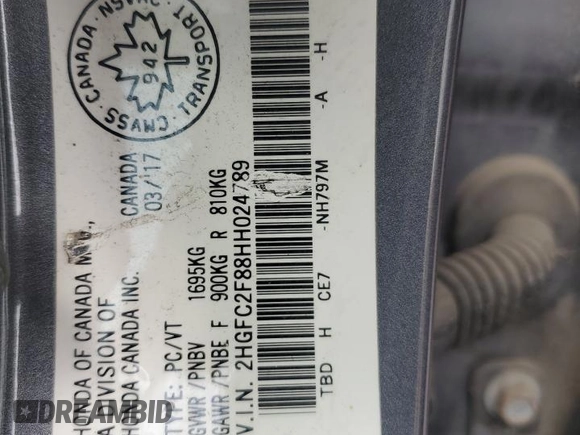 HONDA OF CANADA MFG.,
A DIVISION OF
HONDA CANADA INC.
CANADA
03/17
TYPE: PC/VT
GVWR/PNBV 1695KG
GAWR/PNBE F 900KG R 810KG
V.I.N. 2HGFC2F88HH024789
TBD H CE7 -NH797M -A -H
CANADA
TRANSPORT
CMVSS
942
DREAMBID